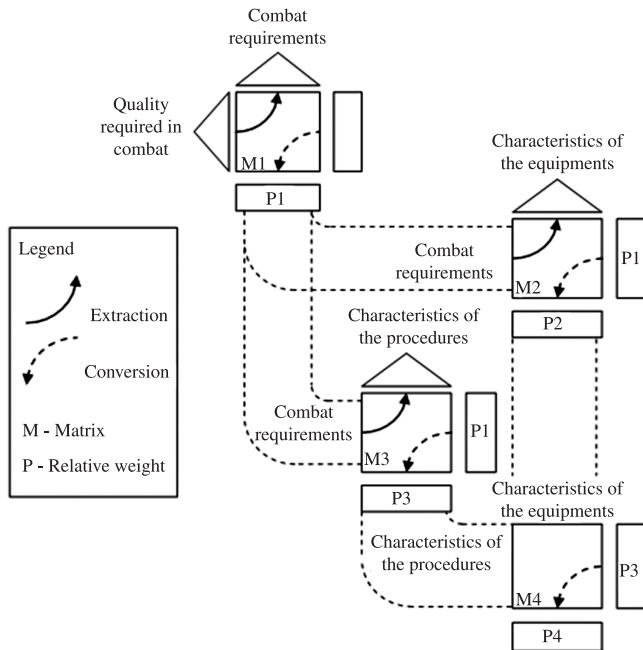 Combat
requirements
Quality
required in
combat
M1
P1
Characteristics of
the equipments
Combat
requirements
M2
P1
P2
Legend
Extraction
Conversion
M - Matrix
P - Relative weight
Characteristics of
the procedures
Combat
requirements
M3
P1
P3
Characteristics of
the equipments
Characteristics of
the procedures
M4
P3
P4